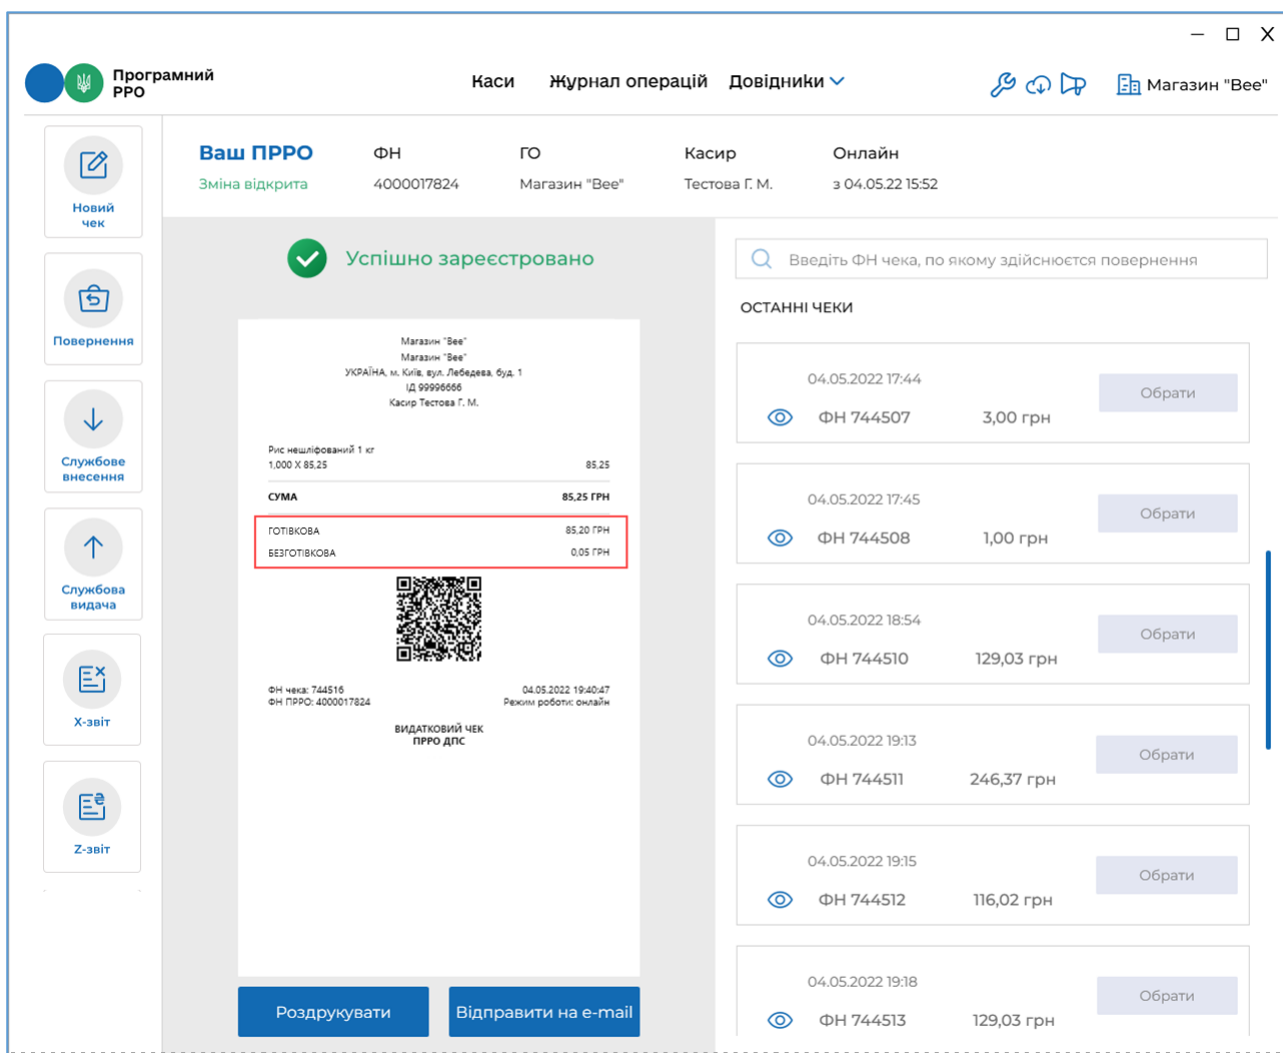 Програмний
РРО
Каси
Журнал операцій
Довідники
Магазин "Вее"
Новий
чек
Повернення
Службове
внесення
Службова
видача
Х-звіт
Z-звіт
Ваш ПРРО
Зміна відкрита
ФН
4000017824
ГО
Магазин "Вее"
Касир
Тестова Г. М.
Онлайн
з 04.05.22 15:52
Успішно зареєстровано
Магазин "Вее"
Магазин "Вее"
УКРАЇНА, м. Київ, вул. Лебедева, буд. 1
ІД 99996666
Касир Тестова Г. М.
Рис нешліфований 1 кг
1,000 X 85,25 85,25
СУМА 85,25 ГРН
ГОТІВКОВА 85,20 ГРН
БЕЗГОТІВКОВА 0,05 ГРН
ФН чека: 744516 04.05.2022 19:40:47
ФН ПРРО: 4000017824 Режим роботи: онлайн
ВИДАТКОВИЙ ЧЕК
ПРРО ДПС
Роздрукувати
Відправити на e-mail
Введіть ФН чека, по якому здійснюєтся повернення
ОСТАННІ ЧЕКИ
04.05.2022 17:44
ФН 744507 3,00 грн
Обрати
04.05.2022 17:45
ФН 744508 1,00 грн
Обрати
04.05.2022 18:54
ФН 744510 129,03 грн
Обрати
04.05.2022 19:13
ФН 744511 246,37 грн
Обрати
04.05.2022 19:15
ФН 744512 116,02 грн
Обрати
04.05.2022 19:18
ФН 744513 129,03 грн
Обрати